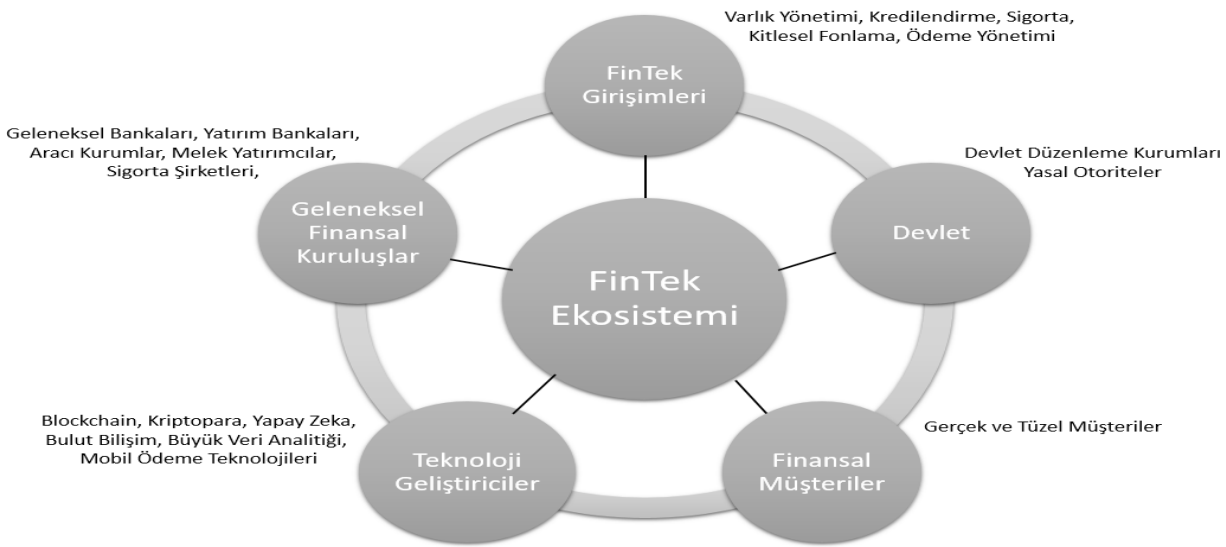 Varlık Yönetimi, Kredilendirme, Sigorta,
Kitlesel Fonlama, Ödeme Yönetimi
FinTek
Girişimleri
Geleneksel Bankaları, Yatırım Bankaları,
Aracı Kurumlar, Melek Yatırımcılar,
Sigorta Şirketleri,
Geleneksel
Finansal
Kuruluşlar
Devlet Düzenleme Kurumları
Yasal Otoriteler
Devlet
FinTek
Ekosistemi
Blockchain, Kriptopara, Yapay Zeka,
Bulut Bilişim, Büyük Veri Analitiği,
Mobil Ödeme Teknolojileri
Teknoloji
Geliştiriciler
Finansal
Müşteriler
Gerçek ve Tüzel Müşteriler